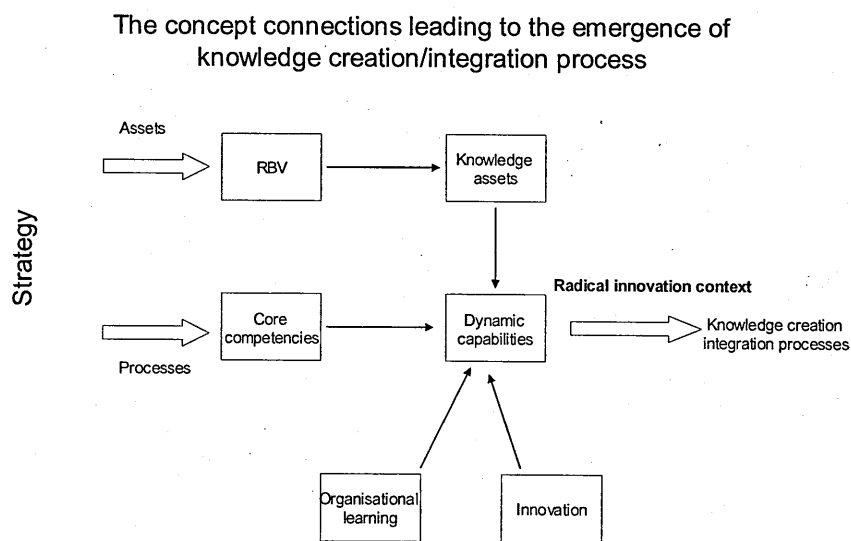 The concept connections leading to the emergence of
knowledge creation/integration process
Strategy
Assets
RBV
Knowledge
assets
Core
competencies
Processes
Dynamic
capabilities
Radical innovation context
Knowledge creation
integration processes
Organisational
learning
Innovation